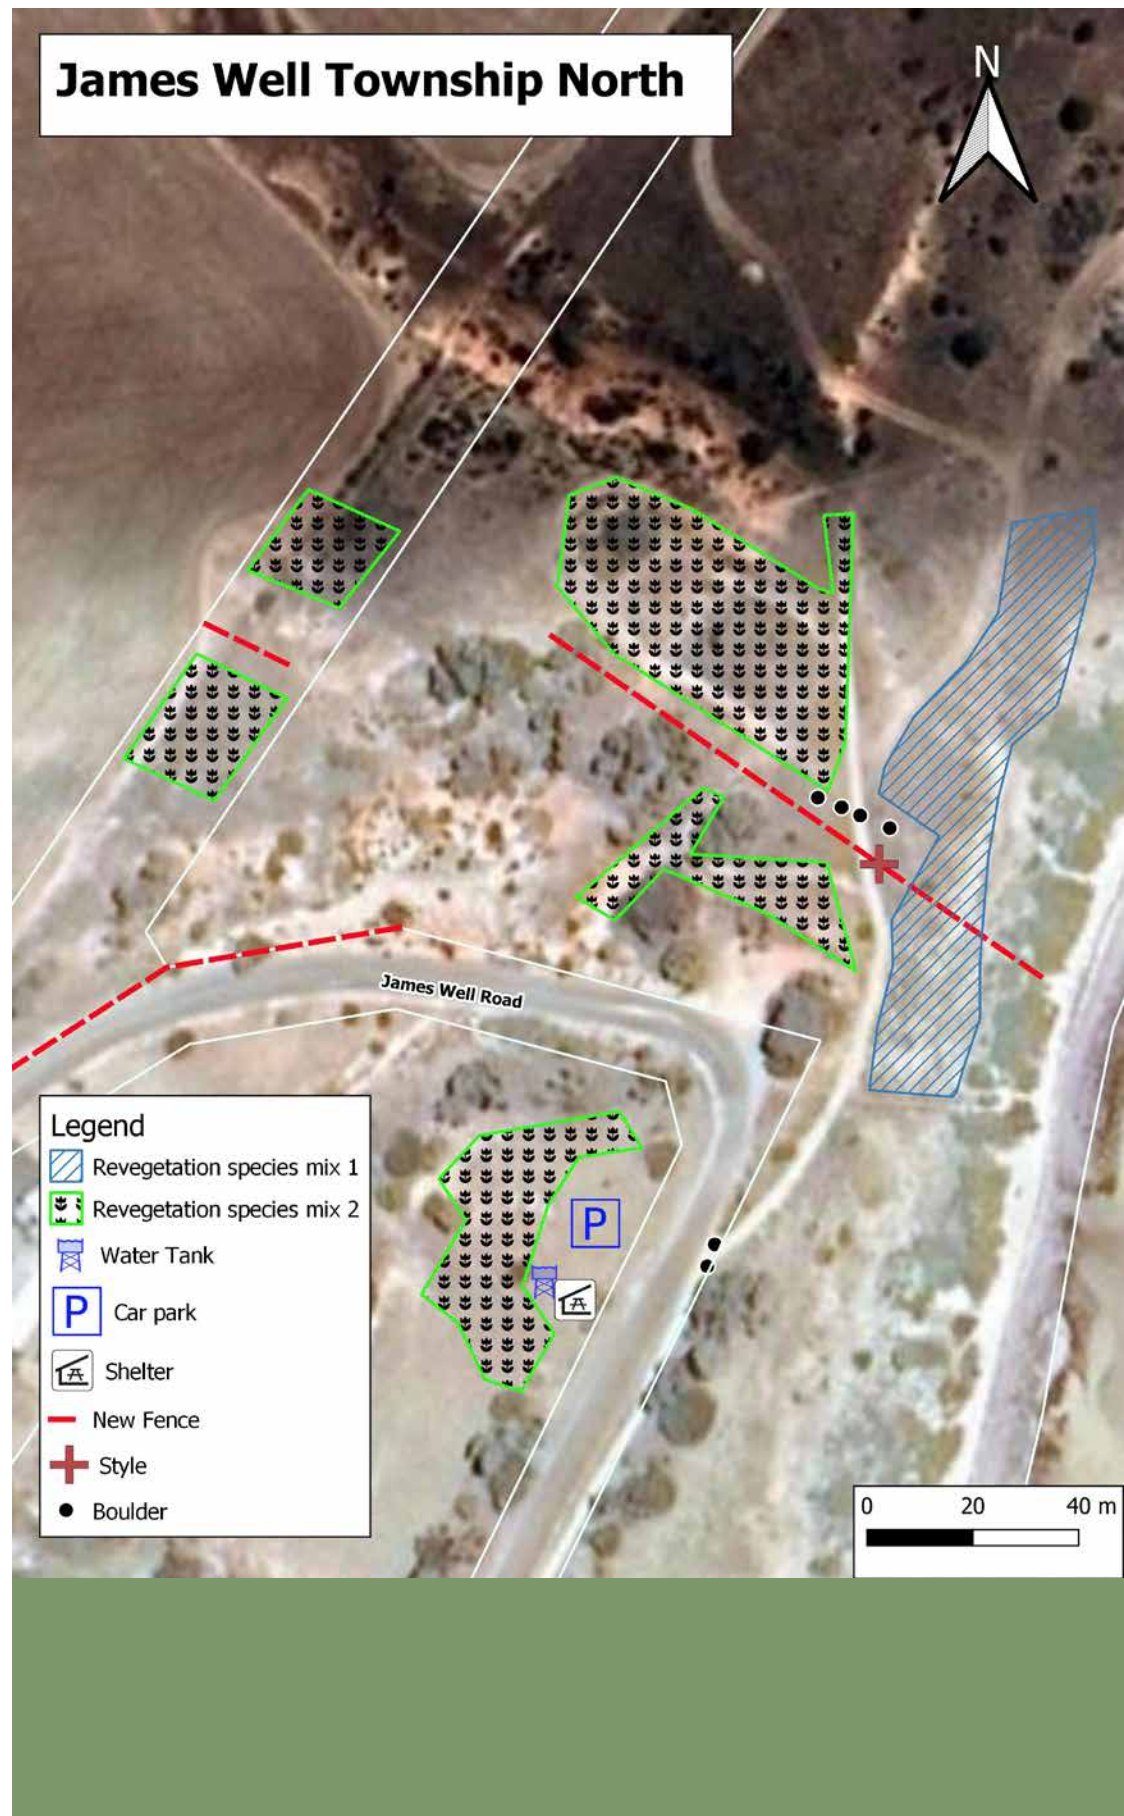 James Well Township North
N
James Well Road
P
Legend
Revegetation species mix 1
Revegetation species mix 2
Water Tank
P Car park
Shelter
New Fence
Style
Boulder
0 20 40 m